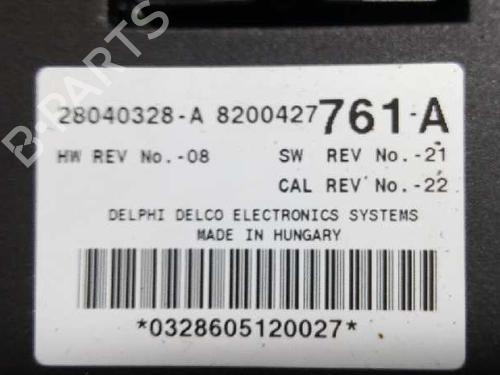 28040328-A 8200427761-A
HW REV No.-08 SW REV No.-21
CAL REV No.-22
DELPHI DELCO ELECTRONICS SYSTEMS
MADE IN HUNGARY
*0328605120027*
B-PARTS